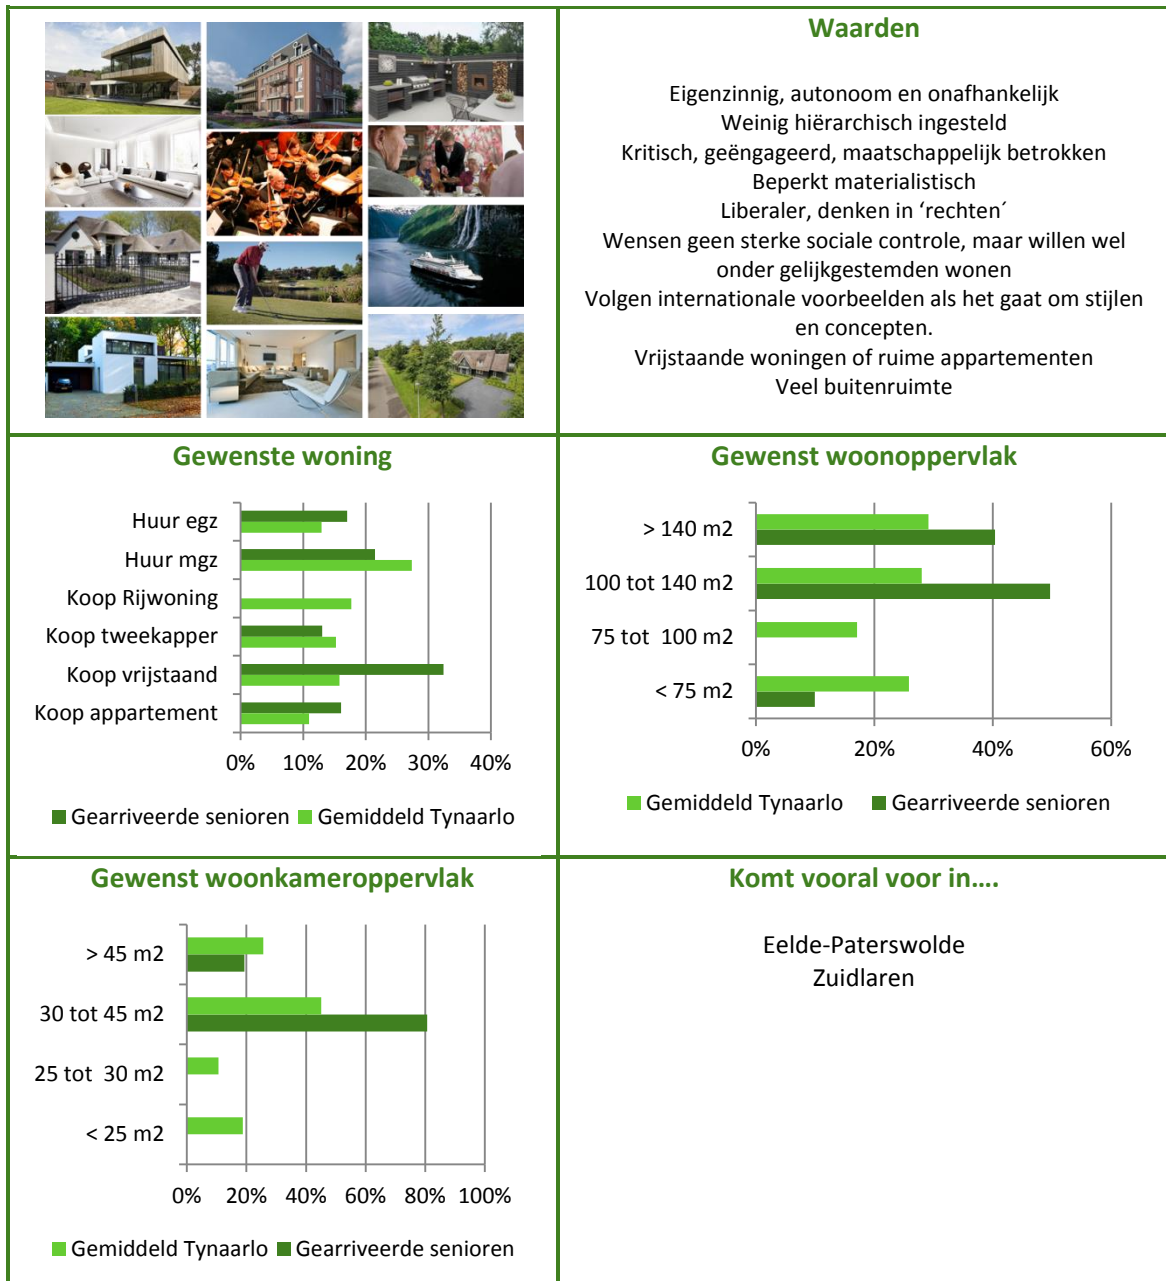 Waarden
Eigenzinnig, autonoom en onafhankelijk
Weinig hiërarchisch ingesteld
Kritisch, geëngageerd, maatschappelijk betrokken
Beperkt materialistisch
Liberaler, denken in ‘rechten´
Wensen geen sterke sociale controle, maar willen wel
onder gelijkgestemden wonen
Volgen internationale voorbeelden als het gaat om stijlen
en concepten.
Vrijstaande woningen of ruime appartementen
Veel buitenruimte
Gewenste woning
Huur egz
Huur mgz
Koop Rijwoning
Koop tweekapper
Koop vrijstaand
Koop appartement
0% 10% 20% 30% 40%
Gearriveerde senioren Gemiddeld Tynaarlo
Gewenst woonoppervlak
> 140 m2
100 tot 140 m2
75 tot 100 m2
< 75 m2
0% 20% 40% 60%
Gemiddeld Tynaarlo Gearriveerde senioren
Gewenst woonkameroppervlak
> 45 m2
30 tot 45 m2
25 tot 30 m2
< 25 m2
0% 20% 40% 60% 80% 100%
Gemiddeld Tynaarlo Gearriveerde senioren
Komt vooral voor in....
Eelde-Paterswolde
Zuidlaren